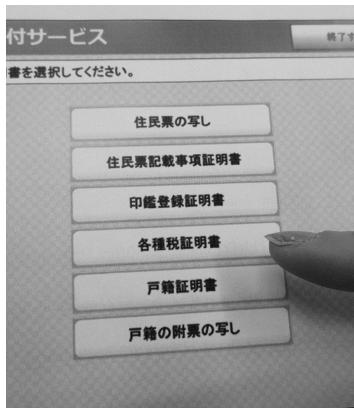 付サービス
終了す
書を選択してください。
住民票の写し
住民票記載事項証明書
印鑑登録証明書
各種税証明書
戸籍証明書
戸籍の附票の写し